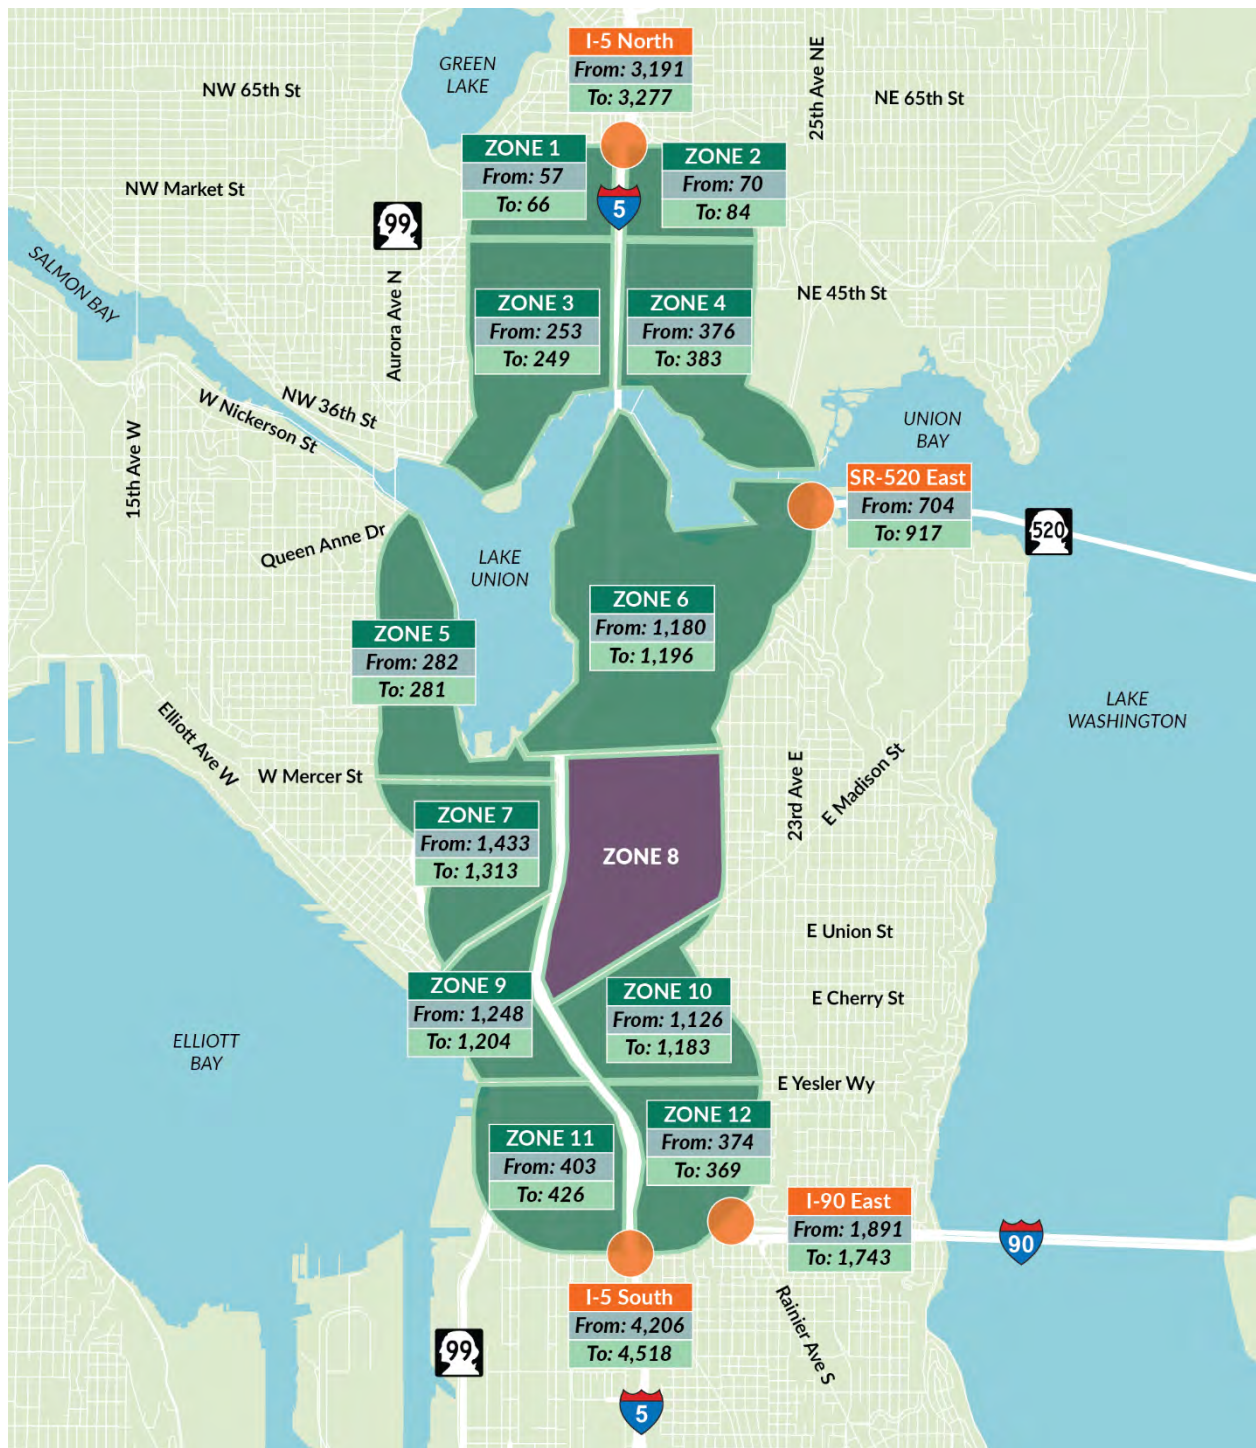 I-5 North
From: 3,191
To: 3,277
GREEN
LAKE
25th Ave NE
NW 65th St
NE 65th St
ZONE 1
From: 57
To: 66
ZONE 2
From: 70
To: 84
5
NW Market St
99
SALMON BAY
Aurora Ave N
NE 45th St
ZONE 3
From: 253
To: 249
ZONE 4
From: 376
To: 383
NW 36th St
W Nickerson St
15th Ave W
UNION
BAY
SR-520 East
From: 704
To: 917
520
Queen Anne Dr
LAKE
UNION
ZONE 6
From: 1,180
To: 1,196
ZONE 5
From: 282
To: 281
LAKE
WASHINGTON
Elliott Ave W
W Mercer St
23rd Ave E
E Madison St
ZONE 7
From: 1,433
To: 1,313
ZONE 8
E Union St
ZONE 9
From: 1,248
To: 1,204
ZONE 10
From: 1,126
To: 1,183
E Cherry St
ELLIOTT
BAY
E Yesler Wy
ZONE 11
From: 403
To: 426
ZONE 12
From: 374
To: 369
I-90 East
From: 1,891
To: 1,743
90
I-5 South
From: 4,206
To: 4,518
Rainier Ave S
99
5